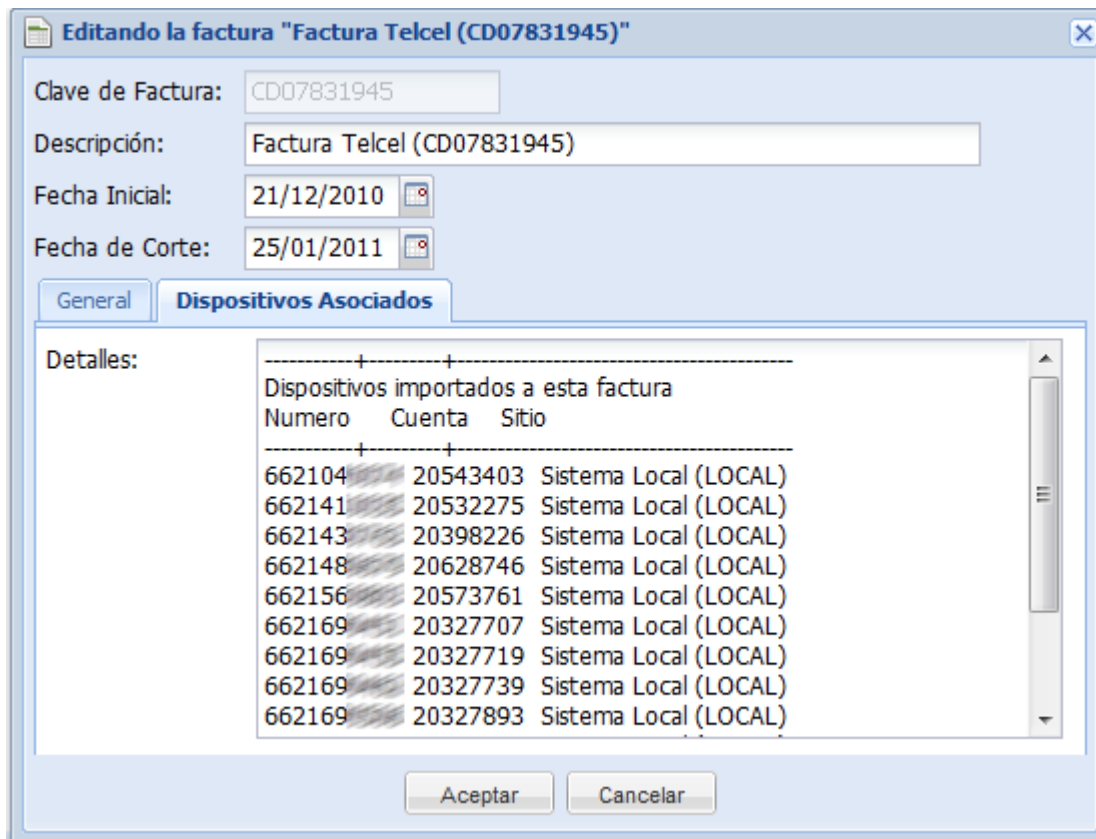 Editando la factura "Factura Telcel (CD07831945)"
Clave de Factura: CD07831945
Descripción: Factura Telcel (CD07831945)
Fecha Inicial: 21/12/2010
Fecha de Corte: 25/01/2011
General Dispositivos Asociados
Detalles:
-----------+---------+------------------------------------------
Dispositivos importados a esta factura
Numero Cuenta Sitio
-----------+---------+------------------------------------------
662104 20543403 Sistema Local (LOCAL)
662141 20532275 Sistema Local (LOCAL)
662143 20398226 Sistema Local (LOCAL)
662148 20628746 Sistema Local (LOCAL)
662156 20573761 Sistema Local (LOCAL)
662169 20327707 Sistema Local (LOCAL)
662169 20327719 Sistema Local (LOCAL)
662169 20327739 Sistema Local (LOCAL)
662169 20327893 Sistema Local (LOCAL)
Aceptar Cancelar